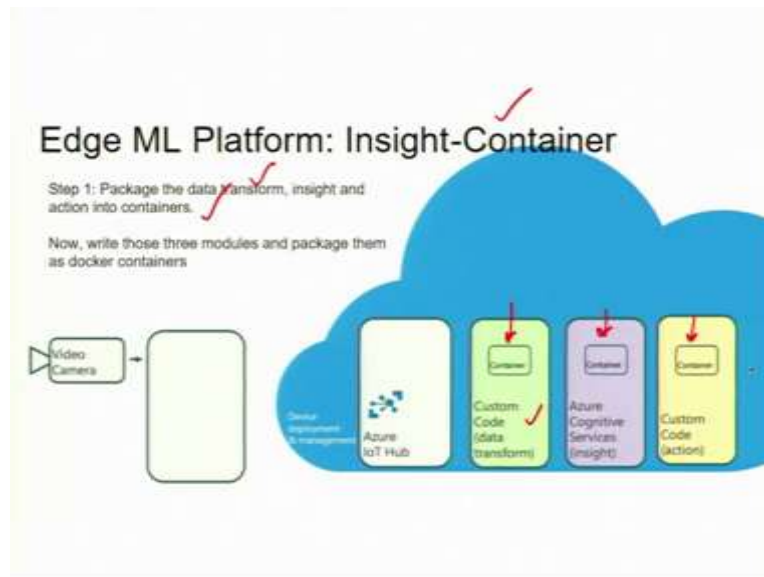 Edge ML Platform: Insight-Container
Step 1: Package the data transform, insight and
action into containers.
Now, write those three modules and package them
as docker containers
Video
Camera
Device
deployment
& management
Azure
IoT Hub
Container
Custom
Code
(data
transform)
Container
Azure
Cognitive
Services
(insight)
Container
Custom
Code
(action)